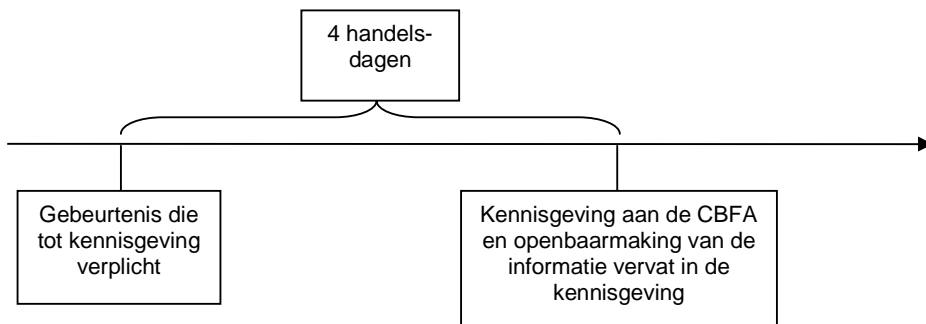 4 handels-
dagen
Gebeurtenis die
tot kennisgeving
verplicht
Kennisgeving aan de CBFA
en openbaarmaking van de
informatie vervat in de
kennisgeving